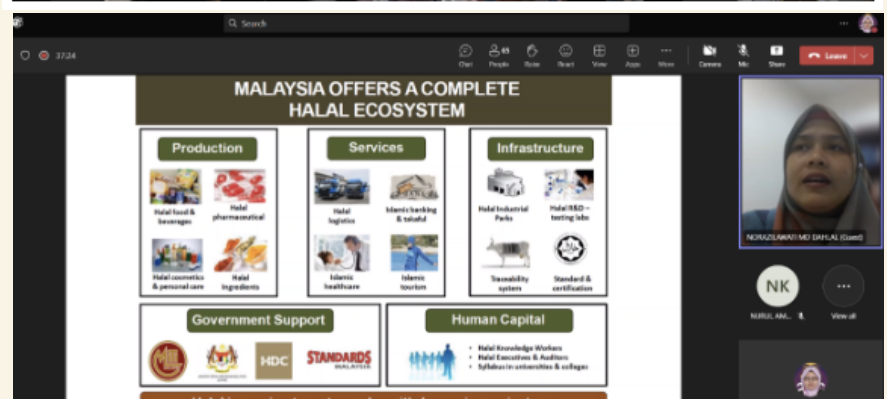 Search
37:24
Chat
People
45
Raise
React
View
Apps
More
Camera
Mic
Share
Leave
MALAYSIA OFFERS A COMPLETE
HALAL ECOSYSTEM
Production
Halal food &
beverages
Halal
pharmaceutical
Halal cosmetics
& personal care
Halal
Ingredients
Services
Halal
logistics
Islamic banking
& takaful
Islamic
healthcare
Islamic
tourism
Infrastructure
Halal Industrial
Parks
Halal R&D –
testing labs
Traceability
system
Standard &
certification
Government Support
HDC
STANDARDS
MALAYSIA
Human Capital
• Halal Knowledge Workers
• Halal Executives & Auditors
• Syllabus in universities & colleges
(Guest)
NK
NURUL AM...
View all